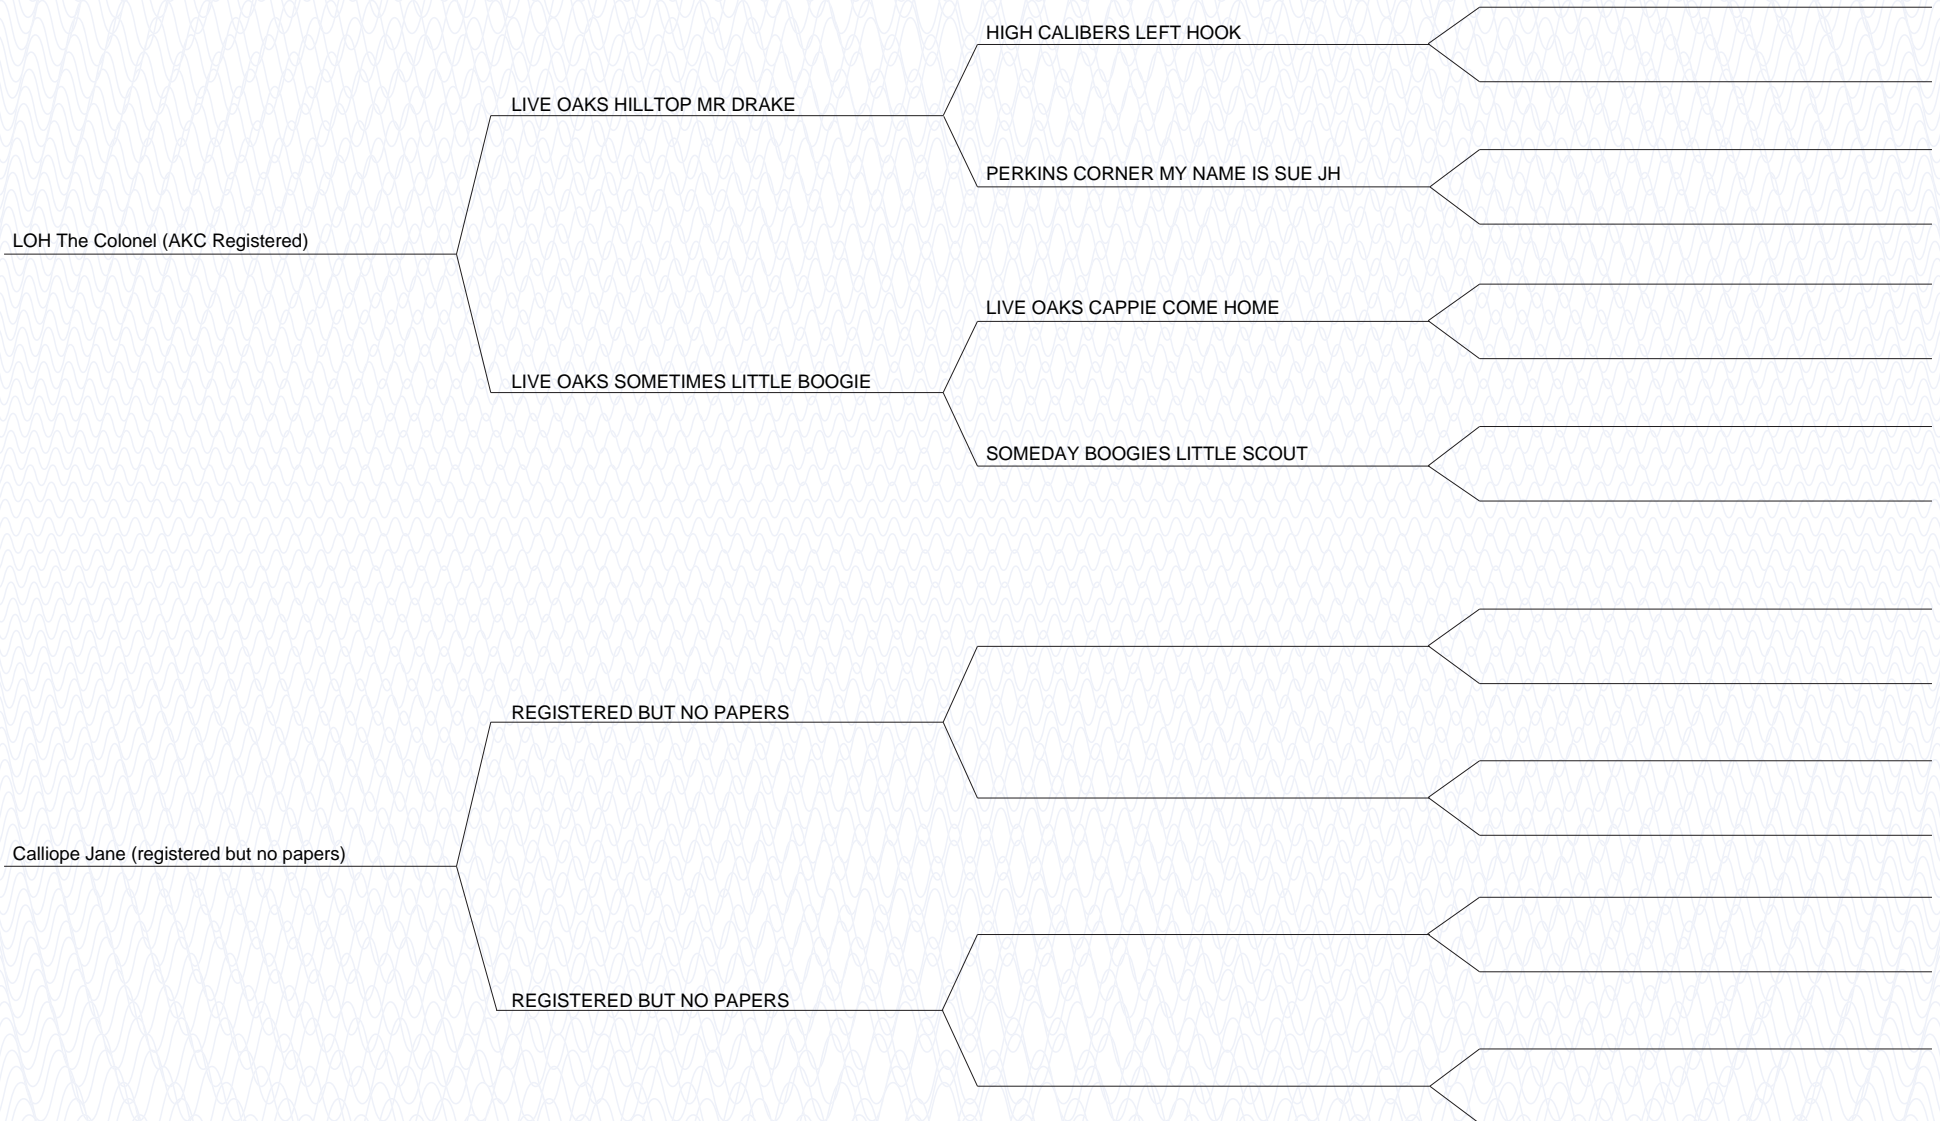 HIGH CALIBERS LEFT HOOK
LIVE OAKS HILLTOP MR DRAKE
PERKINS CORNER MY NAME IS SUE JH
LOH The Colonel (AKC Registered)
LIVE OAKS CAPPIE COME HOME
LIVE OAKS SOMETIMES LITTLE BOOGIE
SOMEDAY BOOGIES LITTLE SCOUT
REGISTERED BUT NO PAPERS
Calliope Jane (registered but no papers)
REGISTERED BUT NO PAPERS